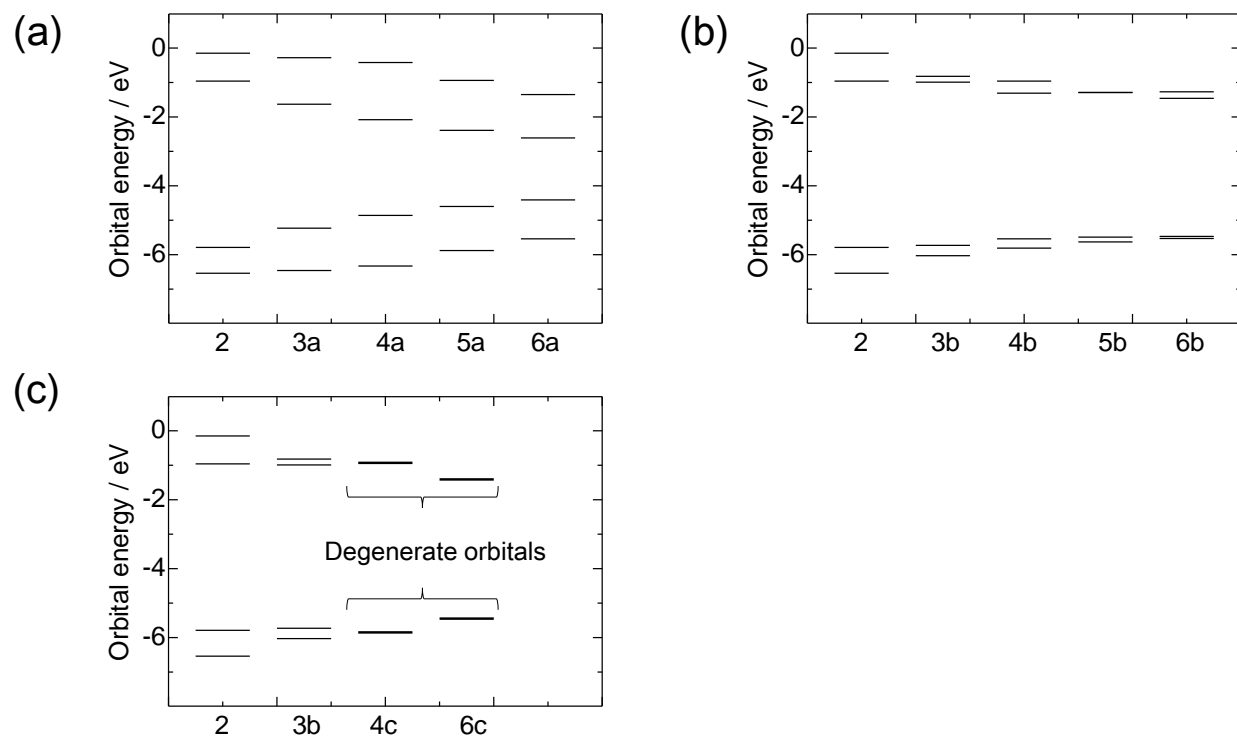 (a)
Orbital energy / eV
0
-2
-4
-6
2 3a 4a 5a 6a
(b)
Orbital energy / eV
0
-2
-4
-6
2 3b 4b 5b 6b
(c)
Orbital energy / eV
0
-2
-4
-6
Degenerate orbitals
2 3b 4c 6c